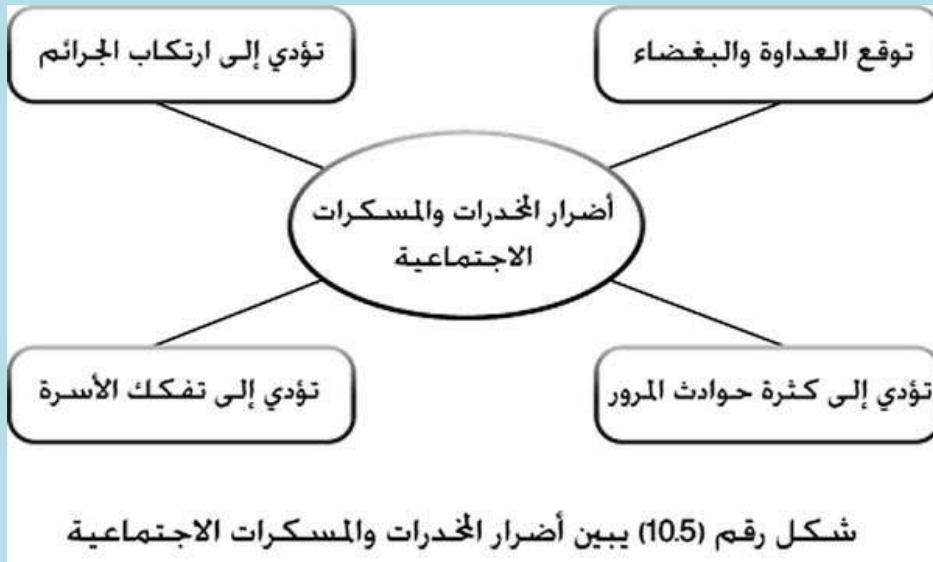 توقع العداوة والبغضاء
تؤدي إلى ارتكاب الجرائم
أضرار المخدرات والمسكرات
الاجتماعية
تؤدي إلى كثرة حوادث المرور
تؤدي إلى تفكك الأسرة
شكل رقم (10.5) يبين أضرار المخدرات والمسكرات الاجتماعية